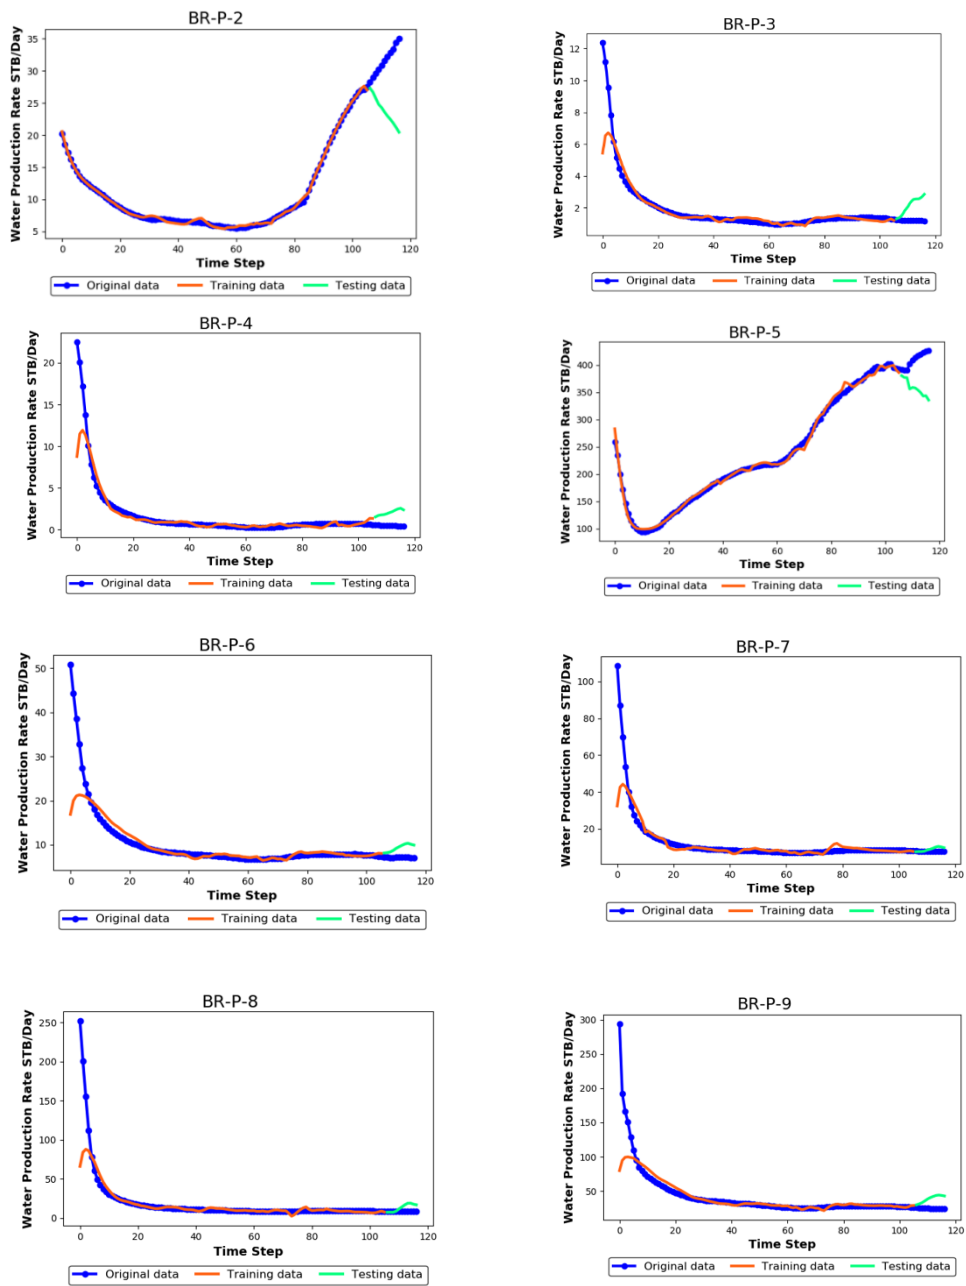 BR-P-2
Water Production Rate STB/Day
35
30
25
20
15
10
5
0 20 40 60 80 100 120
Time Step
Original data Training data Testing data
BR-P-3
Water Production Rate STB/Day
12
10
8
6
4
2
0 20 40 60 80 100 120
Time Step
Original data Training data Testing data
BR-P-4
Water Production Rate STB/Day
20
15
10
5
0
0 20 40 60 80 100 120
Time Step
Original data Training data Testing data
BR-P-5
Water Production Rate STB/Day
400
350
300
250
200
150
100
0 20 40 60 80 100 120
Time Step
Original data Training data Testing data
BR-P-6
Water Production Rate STB/Day
50
40
30
20
10
0 20 40 60 80 100 120
Time Step
Original data Training data Testing data
BR-P-7
Water Production Rate STB/Day
100
80
60
40
20
0 20 40 60 80 100 120
Time Step
Original data Training data Testing data
BR-P-8
Water Production Rate STB/Day
250
200
150
100
50
0
0 20 40 60 80 100 120
Time Step
Original data Training data Testing data
BR-P-9
Water Production Rate STB/Day
300
250
200
150
100
50
0 20 40 60 80 100 120
Time Step
Original data Training data Testing data